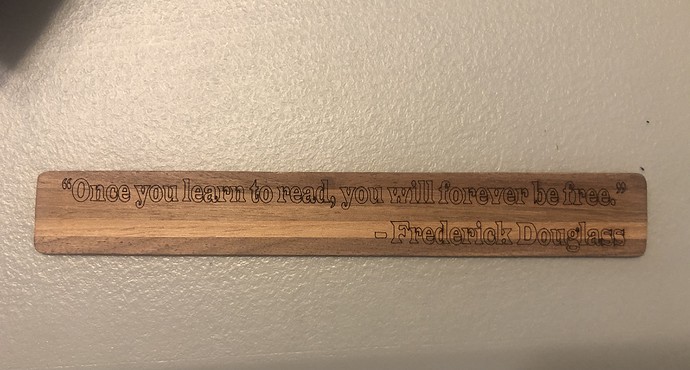 “Once you learn to read, you will forever be free.”
- Frederick Douglass